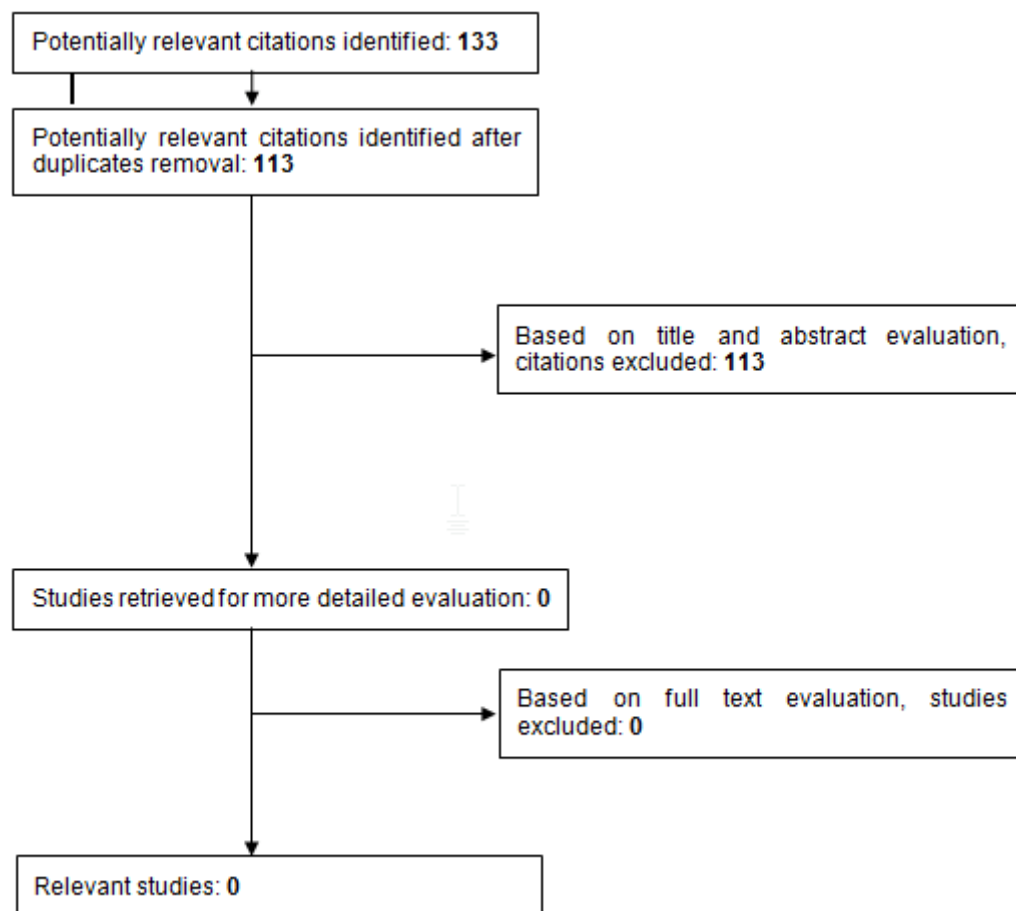 Potentially relevant citations identified: 133
Potentially relevant citations identified after
duplicates removal: 113
Based on title and abstract evaluation,
citations excluded: 113
Studies retrieved for more detailed evaluation: 0
Based on full text evaluation, studies
excluded: 0
Relevant studies: 0